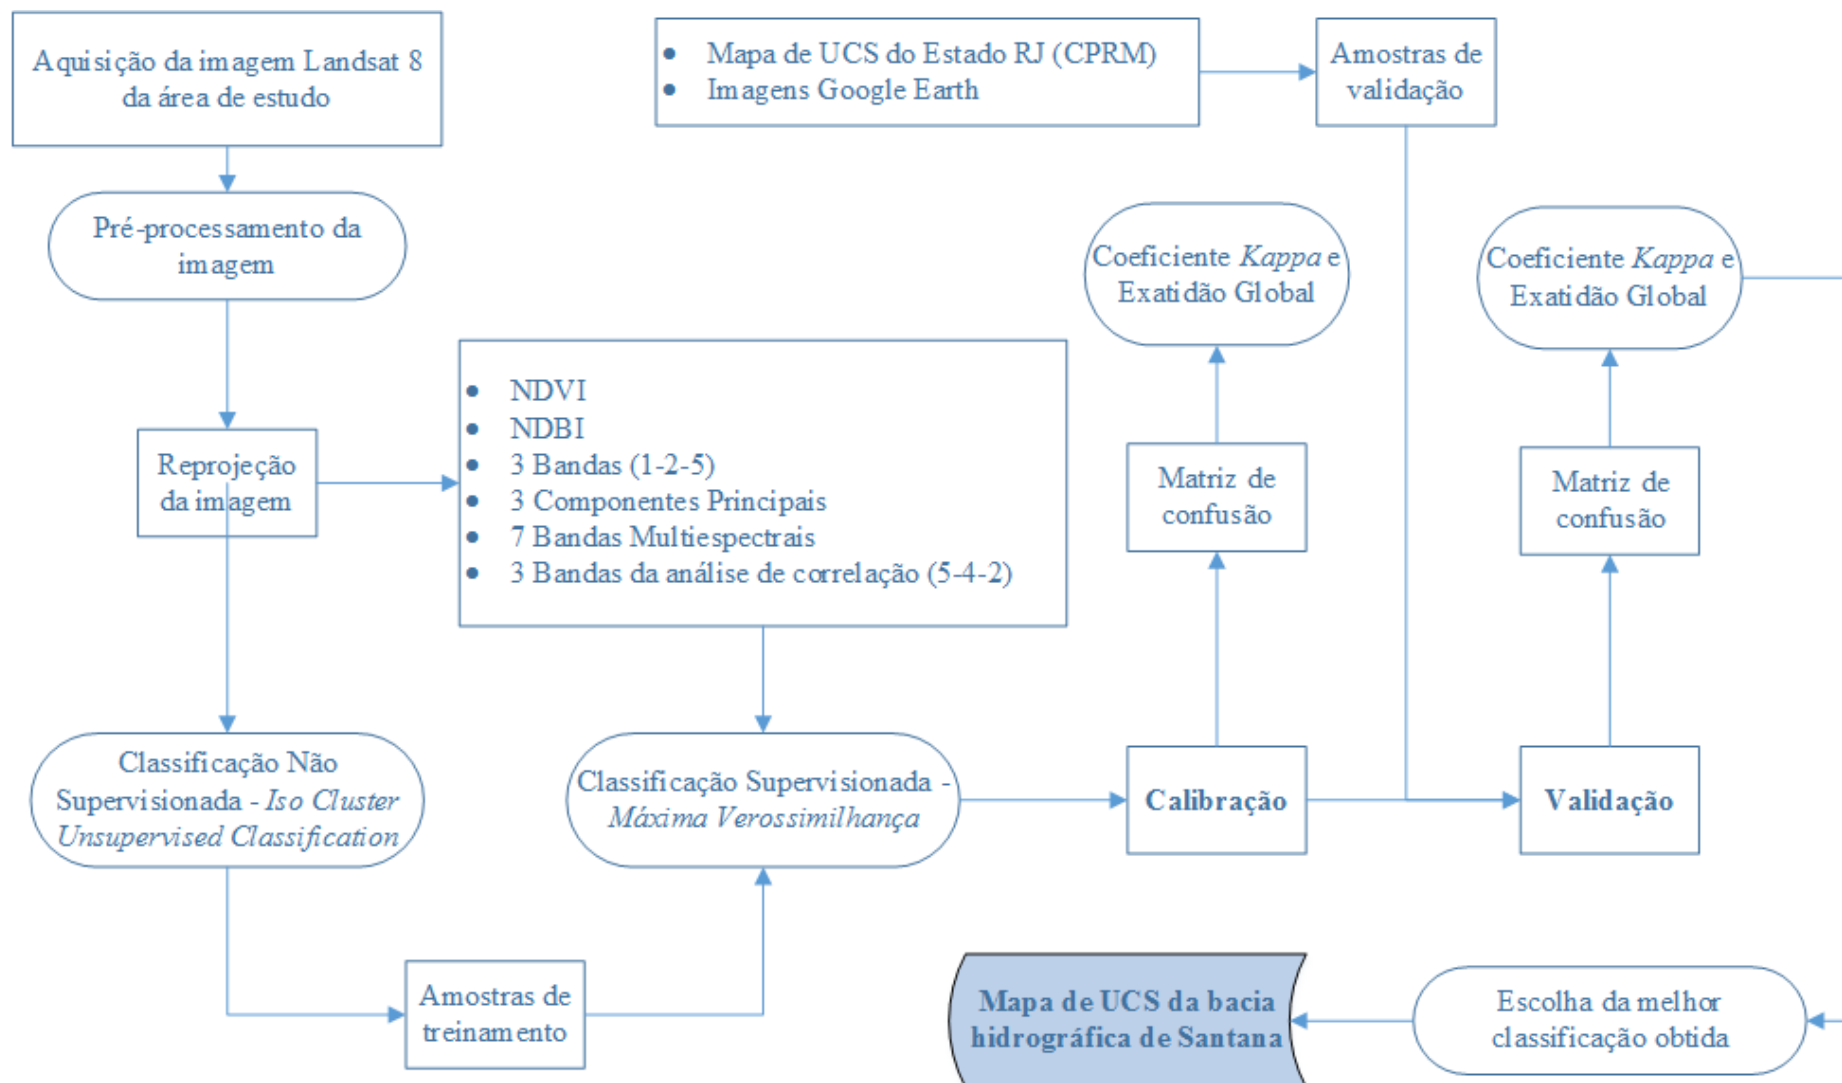 Aquisição da imagem Landsat 8
da área de estudo
• Mapa de UCS do Estado RJ (CPRM)
• Imagens Google Earth
Amostras de
validação
Pré-processamento da
imagem
Coeficiente Kappa e
Exatidão Global
Coeficiente Kappa e
Exatidão Global
Reprojeção
da imagem
• NDVI
• NDBI
• 3 Bandas (1-2-5)
• 3 Componentes Principais
• 7 Bandas Multiespectrais
• 3 Bandas da análise de correlação (5-4-2)
Matriz de
confusão
Matriz de
confusão
Classificação Não
Supervisionada - Iso Cluster
Unsupervised Classification
Classificação Supervisionada -
Máxima Verossimilhança
Calibração
Validação
Amostras de
treinamento
Mapa de UCS da bacia
hidrográfica de Santana
Escolha da melhor
classificação obtida